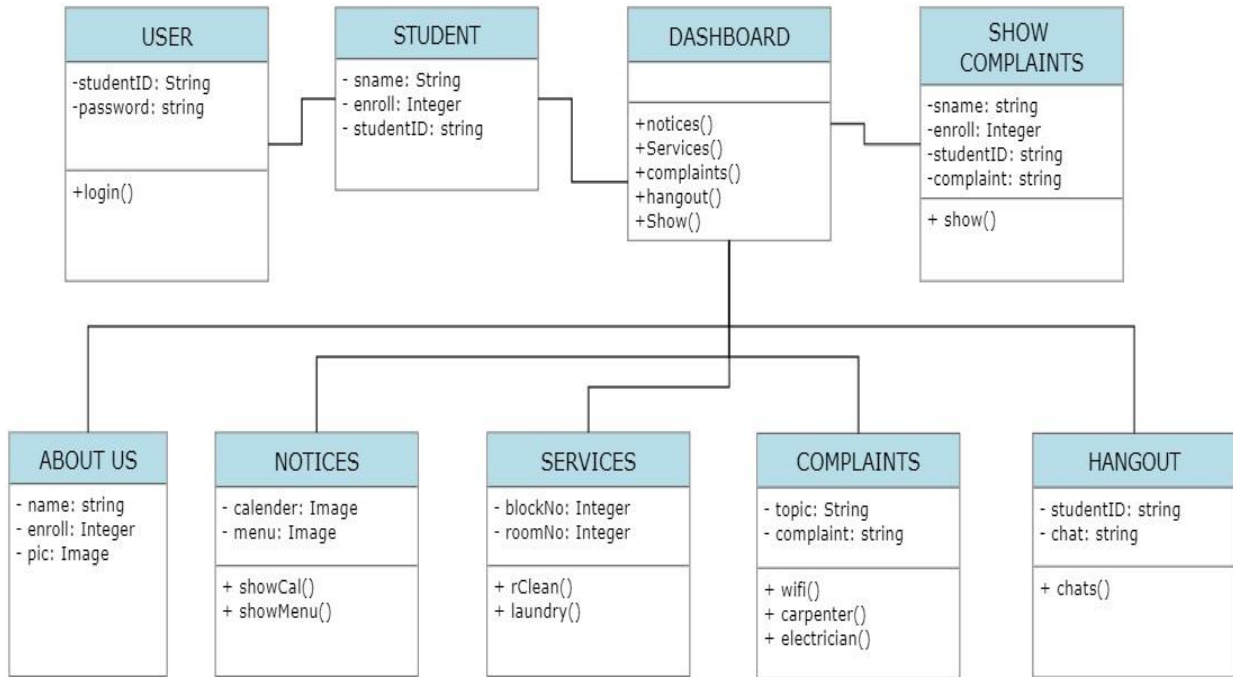 USER
-studentID: String
-password: string
+login()
STUDENT
- sname: String
- enroll: Integer
- studentID: string
DASHBOARD
+notices()
+Services()
+complaints()
+hangout()
+Show()
SHOW
COMPLAINTS
-sname: string
-enroll: Integer
-studentID: string
-complaint: string
+ show()
ABOUT US
- name: string
- enroll: Integer
- pic: Image
NOTICES
- calender: Image
- menu: Image
+ showCal()
+ showMenu()
SERVICES
- blockNo: Integer
- roomNo: Integer
+ rClean()
+ laundry()
COMPLAINTS
- topic: String
- complaint: string
+ wifi()
+ carpenter()
+ electrician()
HANGOUT
- studentID: string
- chat: string
+ chats()